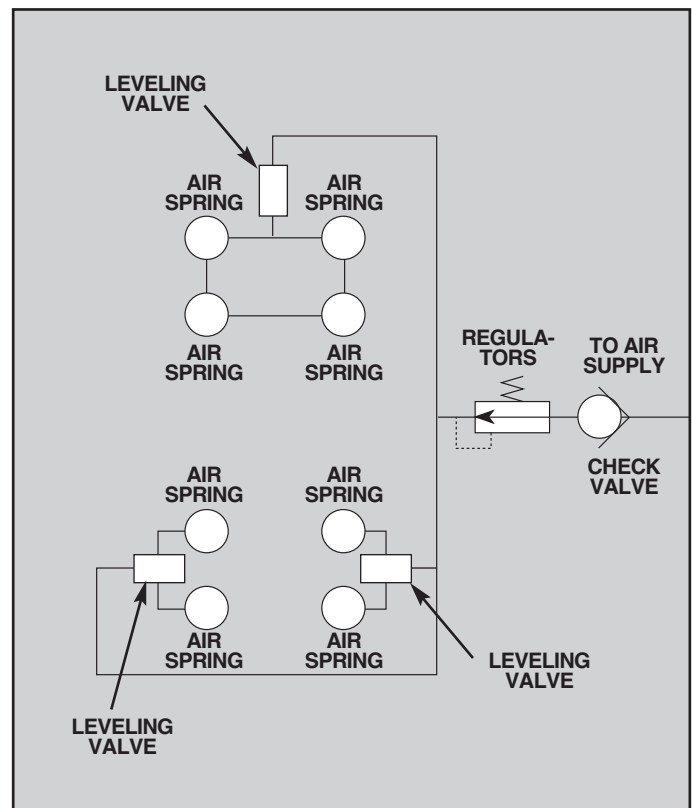 LEVELING
VALVE
AIR
SPRING
AIR
SPRING
AIR
SPRING
AIR
SPRING
REGULA-
TORS
TO AIR
SUPPLY
CHECK
VALVE
AIR
SPRING
AIR
SPRING
AIR
SPRING
AIR
SPRING
LEVELING
VALVE
LEVELING
VALVE